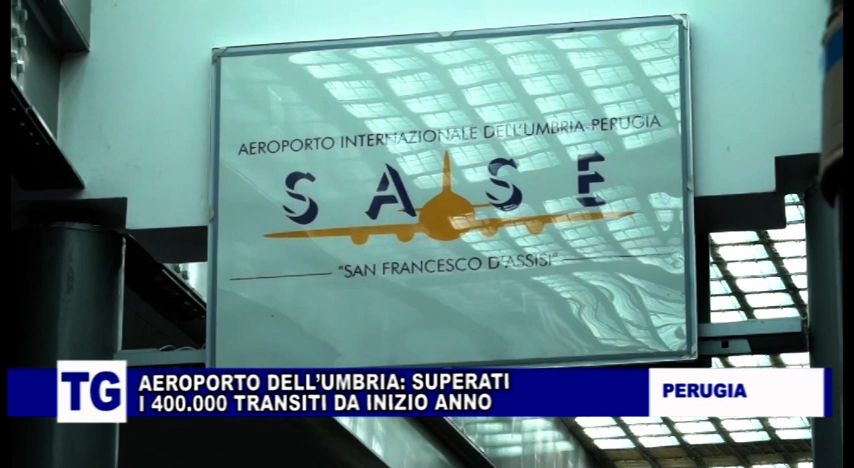 AEROPORTO INTERNAZIONALE DELL'UMBRIA-PERUGIA
SASE
"SAN FRANCESCO D'ASSISI"
TG
AEROPORTO DELL'UMBRIA: SUPERATI
I 400.000 TRANSITI DA INIZIO ANNO
PERUGIA